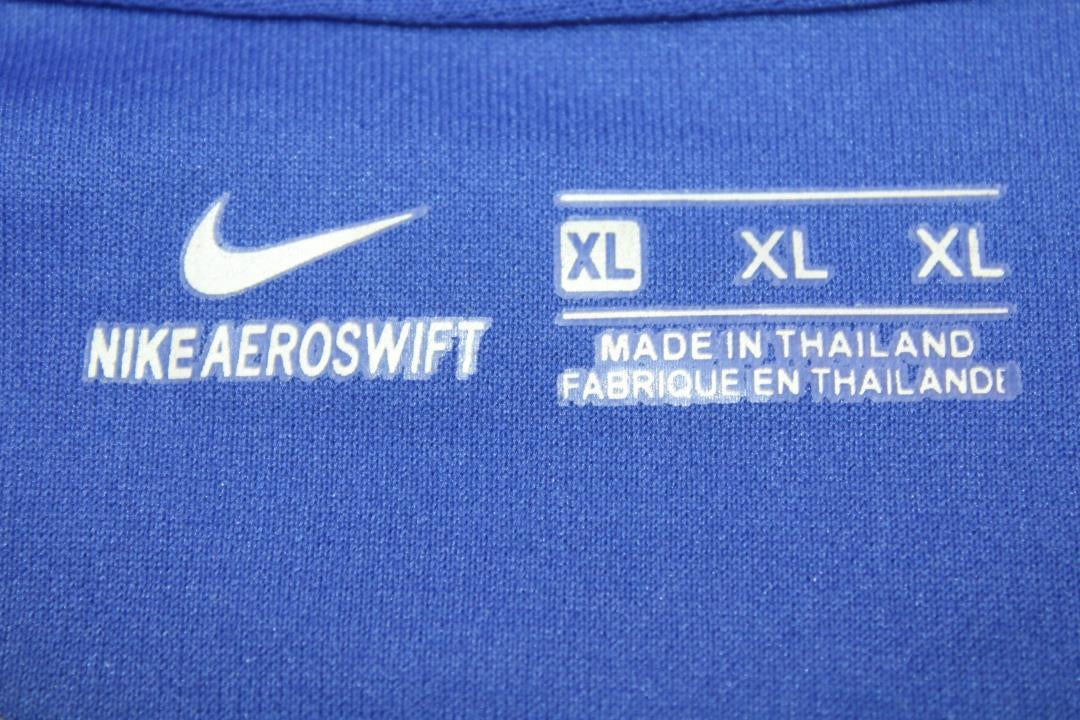 NIKE AEROSWIFT
XL XL XL
MADE IN THAILAND
FABRIQUE EN THAILANDE